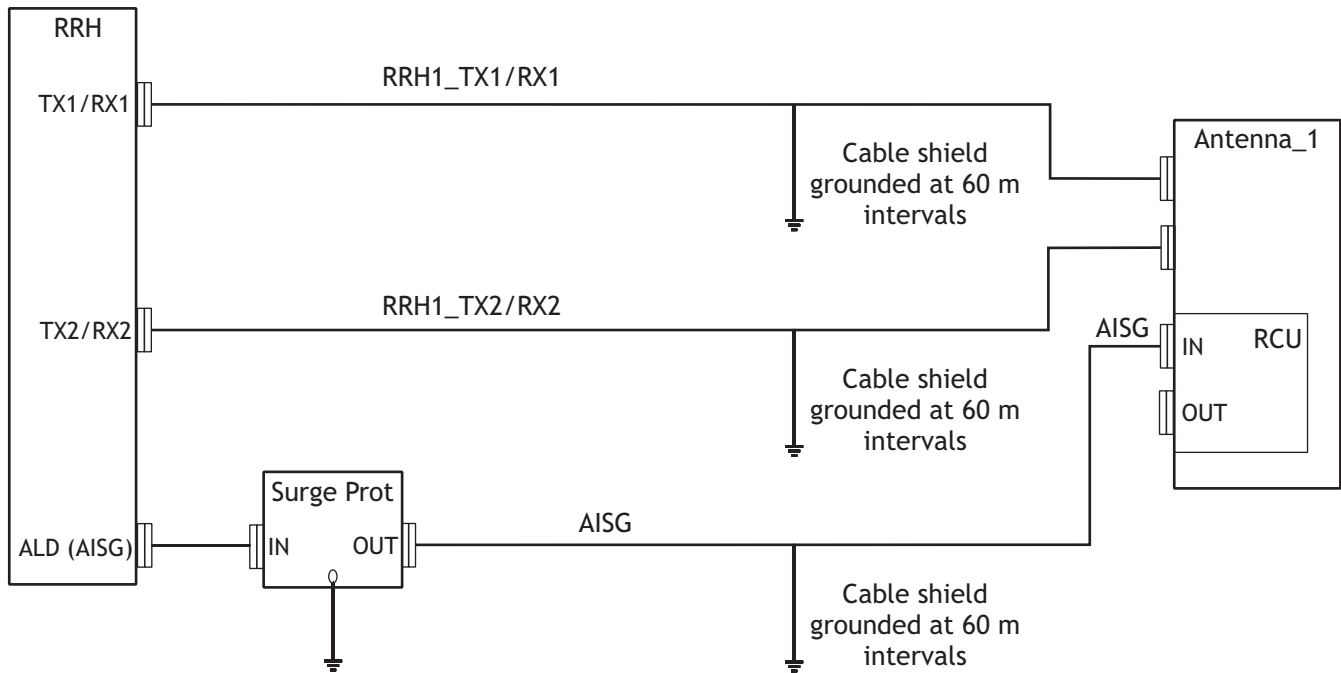 RRH
TX1/RX1
RRH1_TX1/RX1
Cable shield
grounded at 60 m
intervals
Antenna_1
TX2/RX2
RRH1_TX2/RX2
Cable shield
grounded at 60 m
intervals
AISG
IN
RCU
OUT
Surge Prot
ALD (AISG)
IN
OUT
AISG
Cable shield
grounded at 60 m
intervals